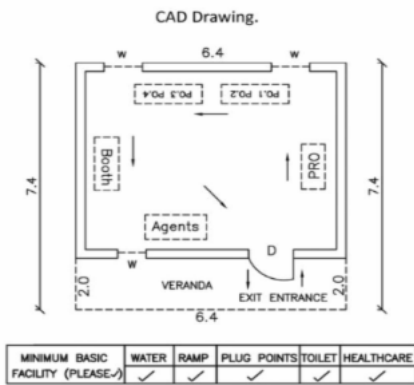 CAD Drawing.
W 6.4 W
PO.4 PO.3 PO.2 PO.1
7.4 Booth PRO 7.4
Agents
D
W
2.0 VERANDA 2.0
EXIT ENTRANCE
6.4
MINIMUM BASIC FACILITY (PLEASE✓) WATER RAMP PLUG POINTS TOILET HEALTHCARE
✓ ✓ ✓ ✓ ✓